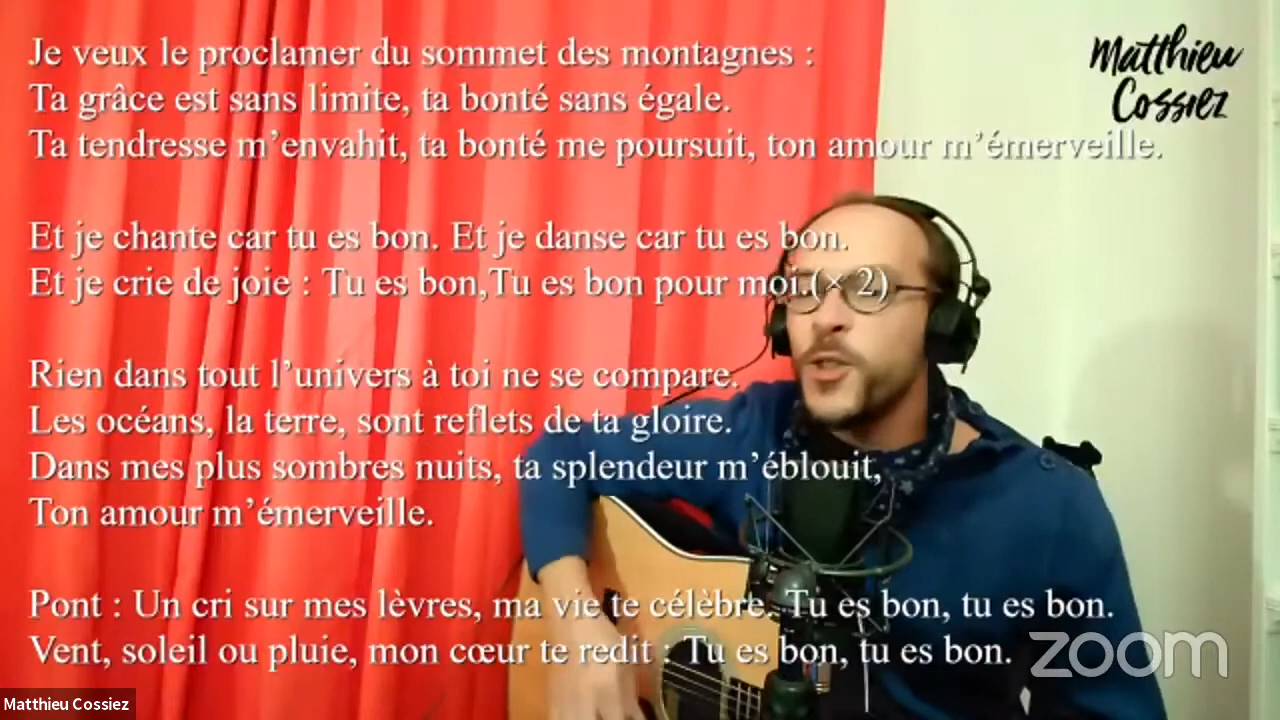 Je veux le proclamer du sommet des montagnes :
Ta grâce est sans limite, ta bonté sans égale.
Ta tendresse m’envahit, ta bonté me poursuit, ton amour m’émerveille.
Et je chante car tu es bon. Et je danse car tu es bon.
Et je crie de joie : Tu es bon,Tu es bon pour moi.(× 2)
Rien dans tout l’univers à toi ne se compare.
Les océans, la terre, sont reflets de ta gloire.
Dans mes plus sombres nuits, ta splendeur m’éblouit,
Ton amour m’émerveille.
Pont : Un cri sur mes lèvres, ma vie te célèbre. Tu es bon, tu es bon.
Vent, soleil ou pluie, mon cœur te redit : Tu es bon, tu es bon.
Matthieu
Cossiez
zoom
Matthieu Cossiez